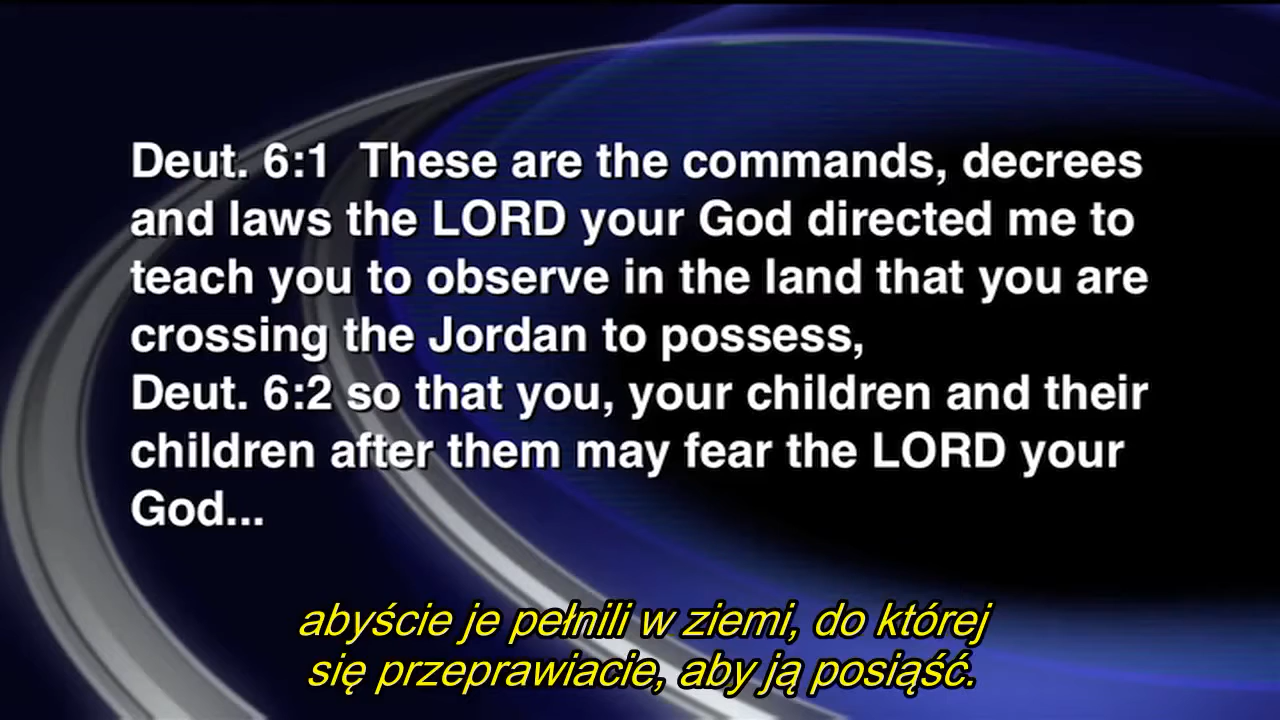 Deut. 6:1 These are the commands, decrees
and laws the LORD your God directed me to
teach you to observe in the land that you are
crossing the Jordan to possess,
Deut. 6:2 so that you, your children and their
children after them may fear the LORD your
God...
abyście je pełnili w ziemi, do której
się przeprawiacie, aby ją posiąść.